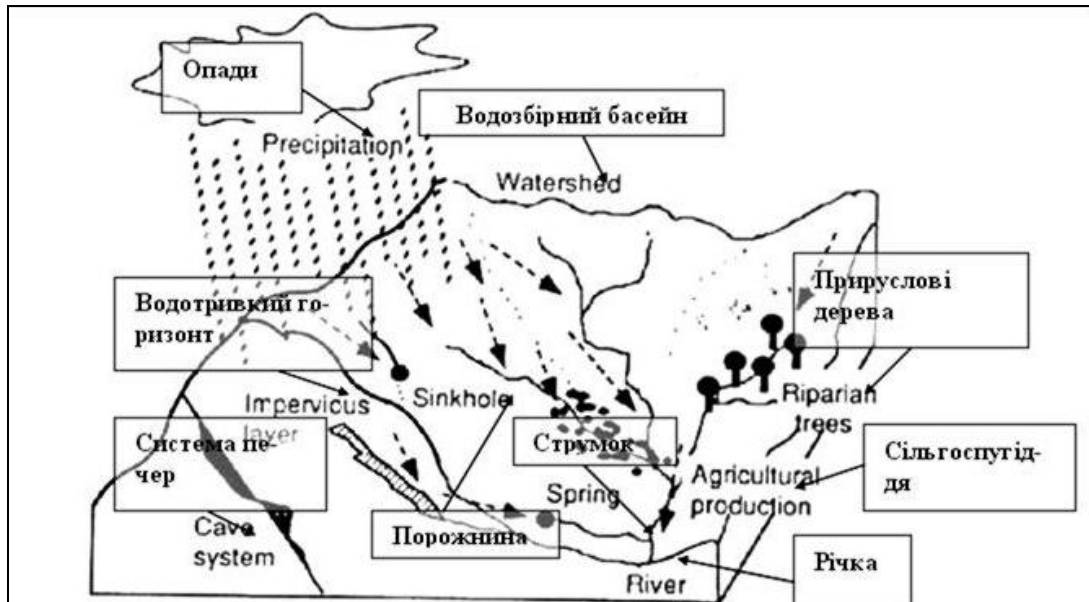 Опади
Водозбірний басейн
Precipitation
Watershed
Прируслові
дерева
Водотривкий го-
ризонт
Sinkhole
Riparian
trees
Impervicus
layer
Система пе-
чер
Струмок
Сільгоспугід-
дя
Agricultural
production
Spring
Порожнина
Cave
system
Річка
River